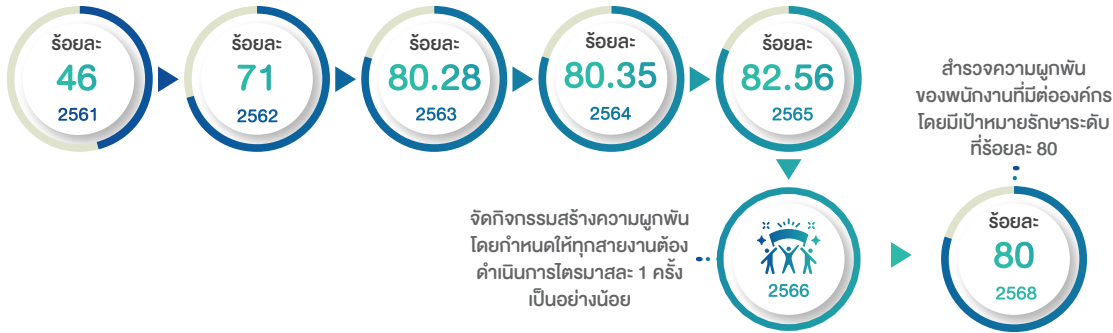 ร้อยละ
46
2561
ร้อยละ
71
2562
ร้อยละ
80.28
2563
ร้อยละ
80.35
2564
ร้อยละ
82.56
2565
จัดกิจกรรมสร้างความผูกพัน
โดยกำหนดให้ทุกสายงานต้อง
ดำเนินการไตรมาสละ 1 ครั้ง
เป็นอย่างน้อย
2566
สำรวจความผูกพัน
ของพนักงานที่มีต่อองค์กร
โดยมีเป้าหมายรักษาระดับ
ที่ร้อยละ 80
ร้อยละ
80
2568